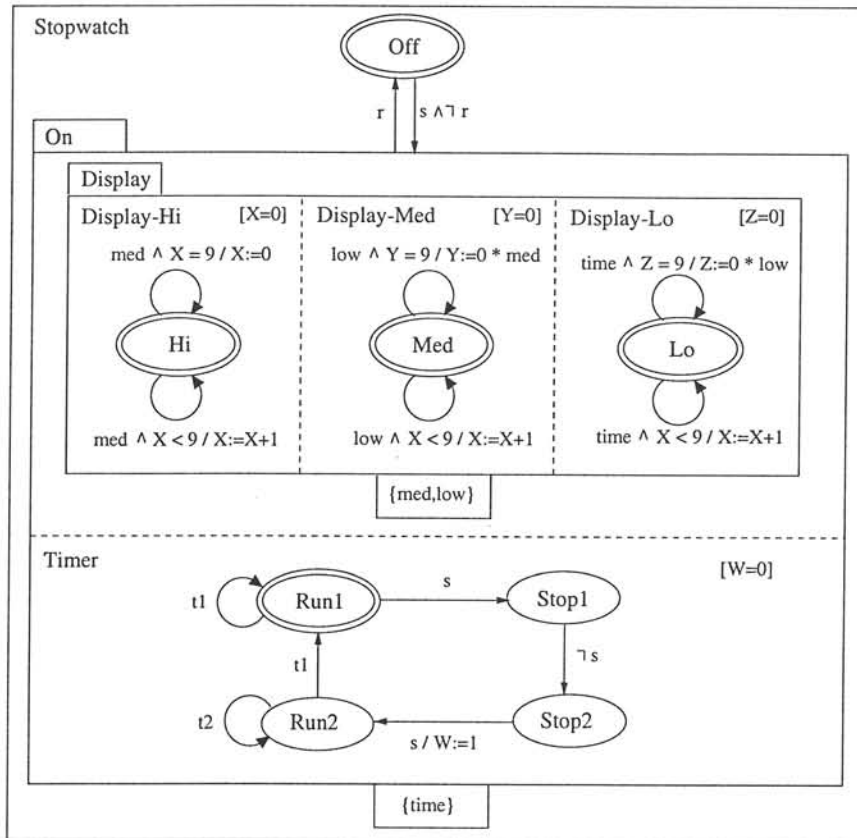 Stopwatch
Off
r
s ∧ ¬ r
On
Display
Display-Hi [X=0]
Display-Med [Y=0]
Display-Lo [Z=0]
med ∧ X = 9 / X:=0
low ∧ Y = 9 / Y:=0 * med
time ∧ Z = 9 / Z:=0 * low
Hi
Med
Lo
med ∧ X < 9 / X:=X+1
low ∧ X < 9 / X:=X+1
time ∧ X < 9 / X:=X+1
{med,low}
Timer
[W=0]
t1
Run1
s
Stop1
t1
¬ s
t2
Run2
s / W:=1
Stop2
{time}